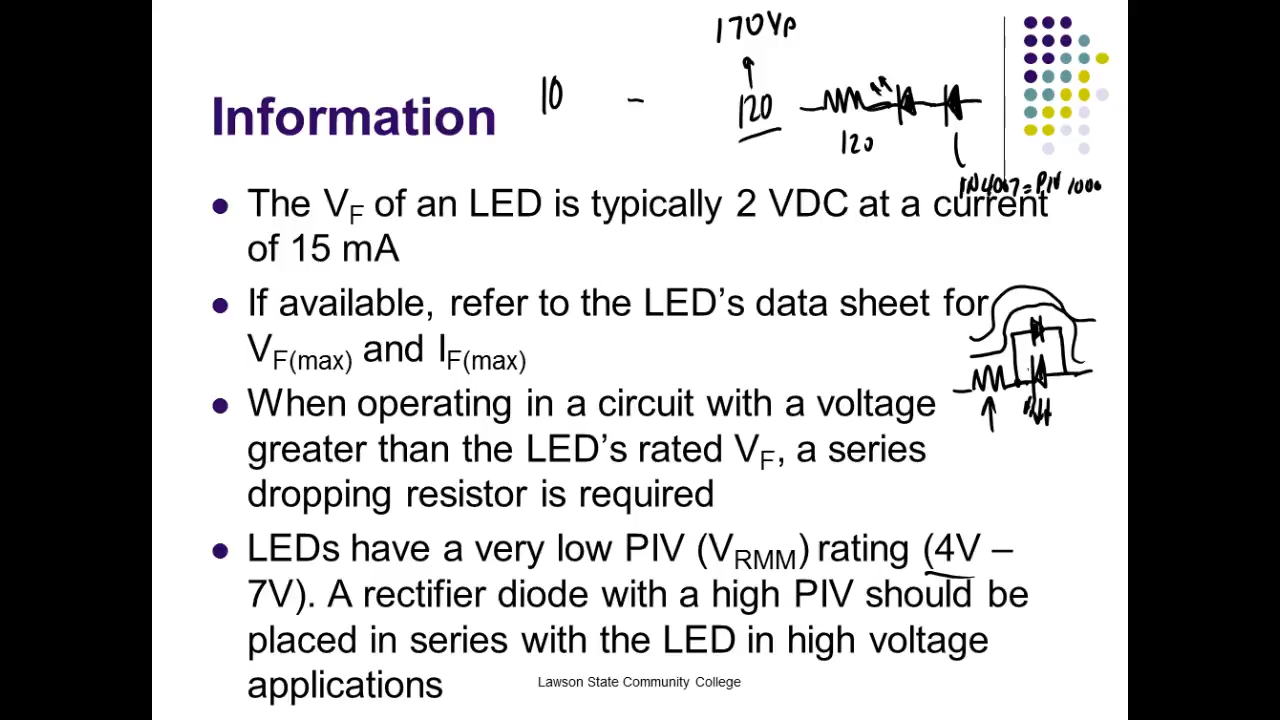 170Vp
10 - 120
120
1N4007 = PIV 1000
Information
• The VF of an LED is typically 2 VDC at a current
of 15 mA
• If available, refer to the LED’s data sheet for
VF(max) and IF(max)
• When operating in a circuit with a voltage
greater than the LED’s rated VF, a series
dropping resistor is required
• LEDs have a very low PIV (VRMM) rating (4V –
7V). A rectifier diode with a high PIV should be
placed in series with the LED in high voltage
applications
Lawson State Community College